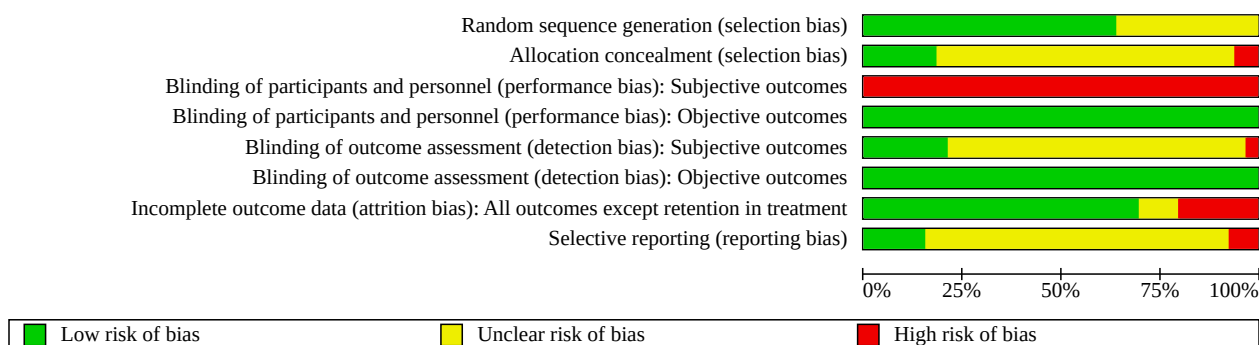 Random sequence generation (selection bias)
Allocation concealment (selection bias)
Blinding of participants and personnel (performance bias): Subjective outcomes
Blinding of participants and personnel (performance bias): Objective outcomes
Blinding of outcome assessment (detection bias): Subjective outcomes
Blinding of outcome assessment (detection bias): Objective outcomes
Incomplete outcome data (attrition bias): All outcomes except retention in treatment
Selective reporting (reporting bias)
0% 25% 50% 75% 100%
Low risk of bias Unclear risk of bias High risk of bias